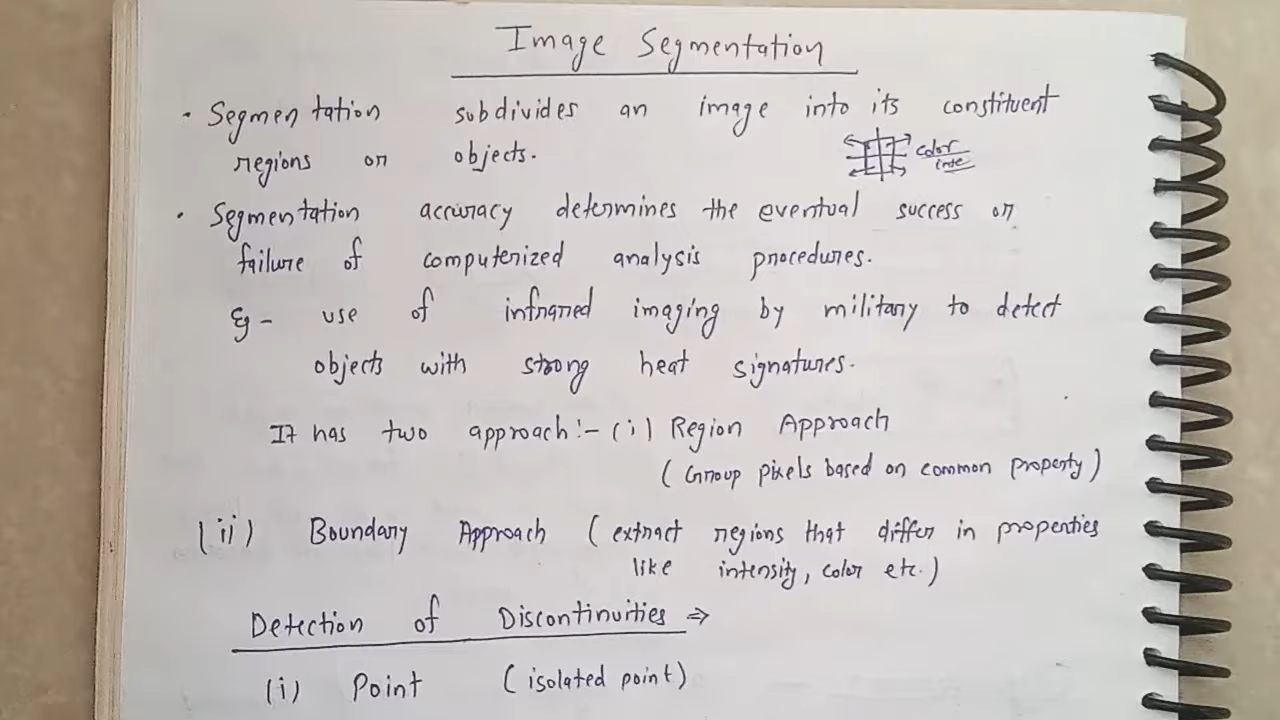 Image Segmentation
• Segmentation subdivides an image into its constituent
regions or objects.
color
inte
• Segmentation accuracy determines the eventual success or
failure of computerized analysis procedures.
Eg - use of infrared imaging by military to detect
objects with strong heat signatures.
It has two approach :- (i) Region Approach
(Group pixels based on common property)
(ii) Boundary Approach (extract regions that differ in properties
like intensity, color etc.)
Detection of Discontinuities ⇒
(i) Point (isolated point)